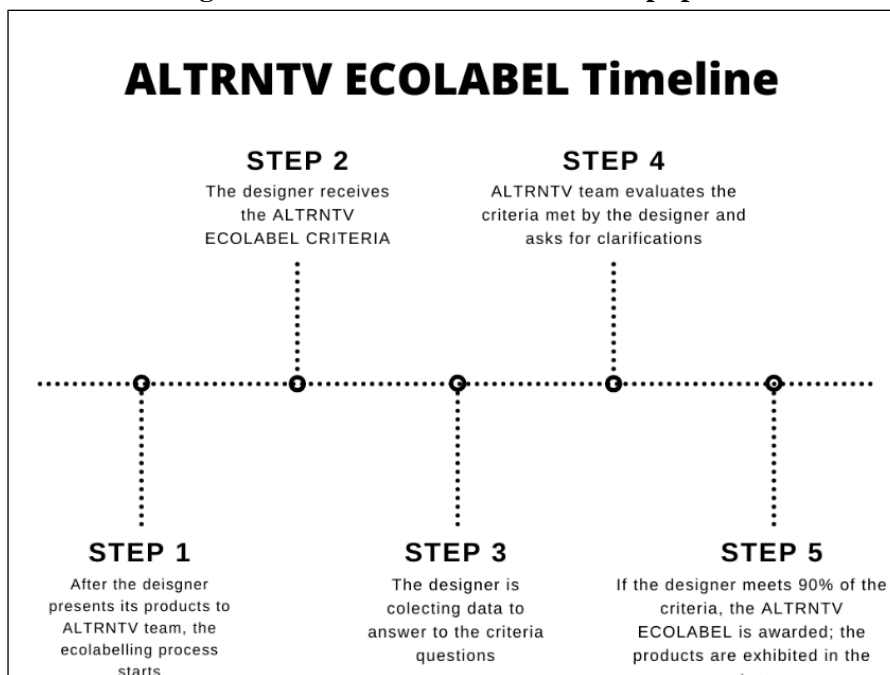 ALTRNTV ECOLABEL Timeline
STEP 2
The designer receives
the ALTRNTV
ECOLABEL CRITERIA
STEP 4
ALTRNTV team evaluates the
criteria met by the designer and
asks for clarifications
STEP 1
After the deisgner
presents its products to
ALTRNTV team, the
ecolabelling process
starts
STEP 3
The designer is
colecting data to
answer to the criteria
questions
STEP 5
If the designer meets 90% of the
criteria, the ALTRNTV
ECOLABEL is awarded; the
products are exhibited in the